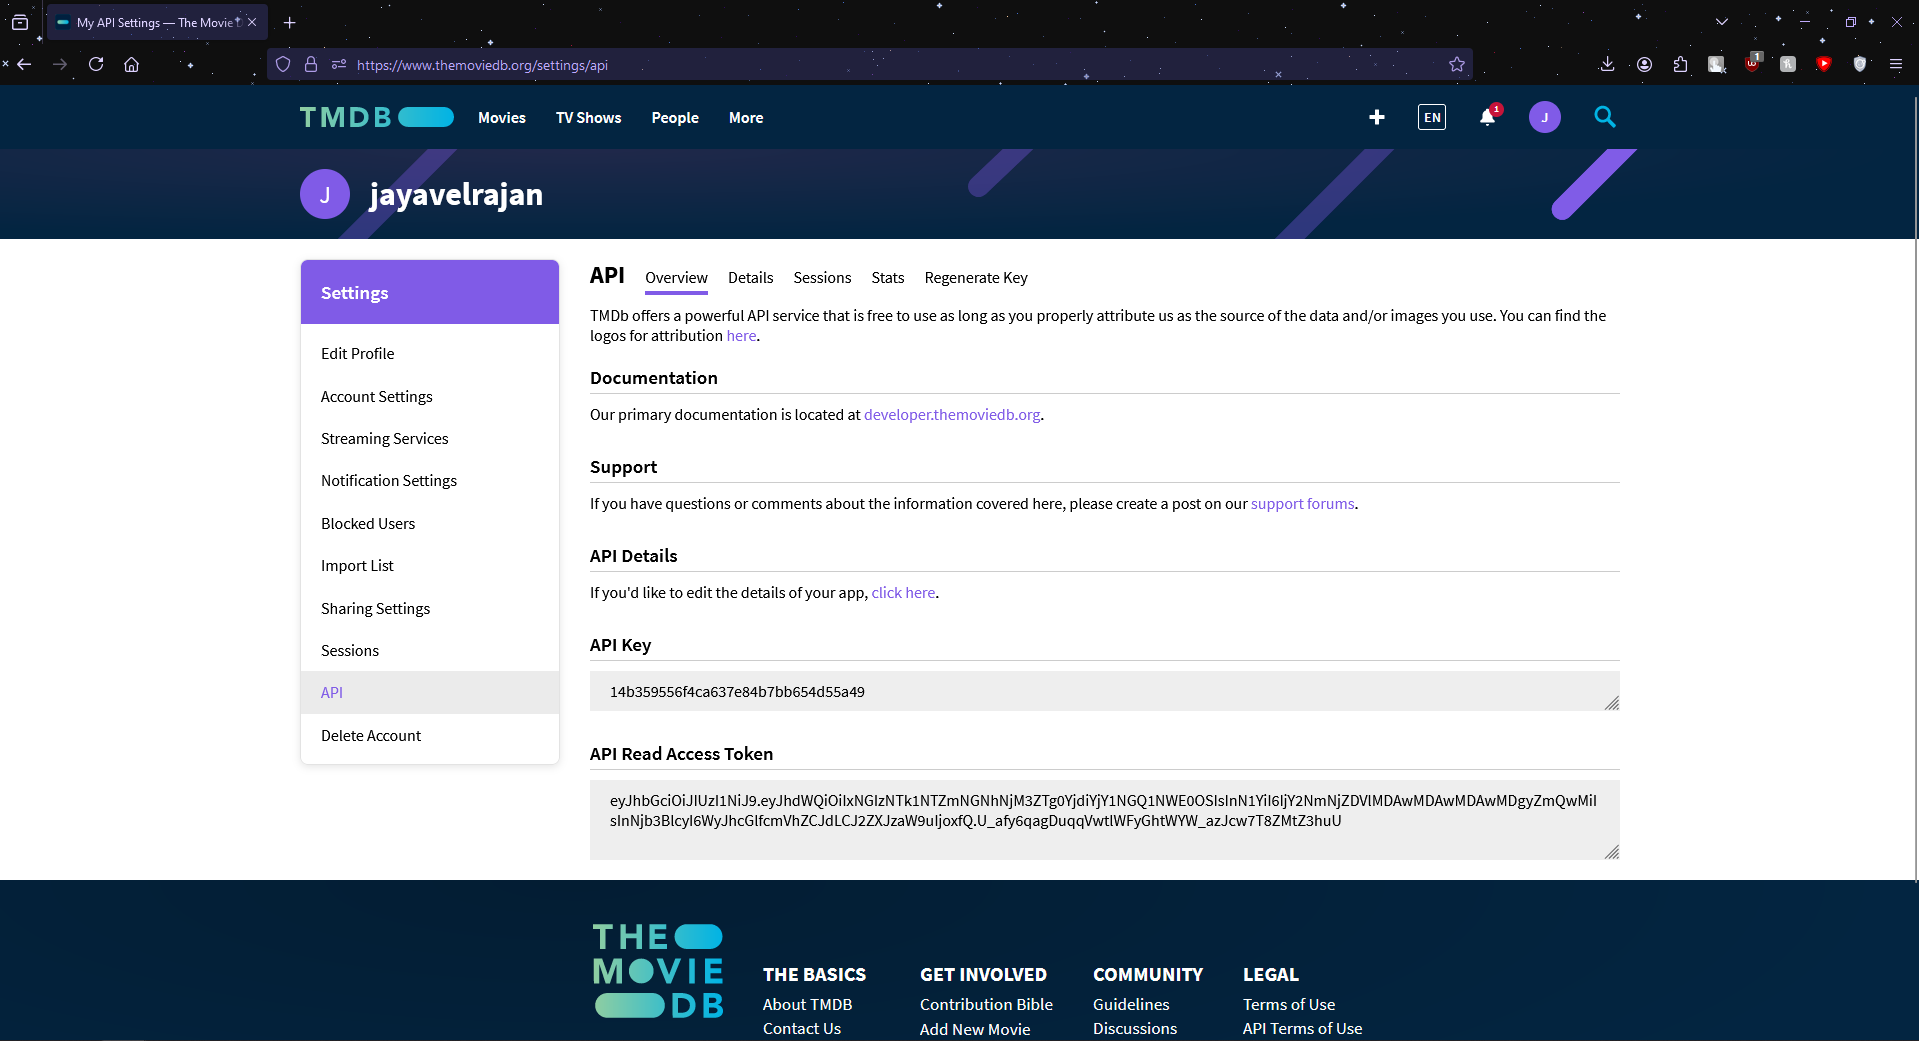 My API Settings — The Movie
https://www.themoviedb.org/settings/api
1
TMDB Movies TV Shows People More EN 1 J
J jayavelrajan
Settings
Edit Profile
Account Settings
Streaming Services
Notification Settings
Blocked Users
Import List
Sharing Settings
Sessions
API
Delete Account
API Overview Details Sessions Stats Regenerate Key
TMDb offers a powerful API service that is free to use as long as you properly attribute us as the source of the data and/or images you use. You can find the
logos for attribution here.
Documentation
Our primary documentation is located at developer.themoviedb.org.
Support
If you have questions or comments about the information covered here, please create a post on our support forums.
API Details
If you'd like to edit the details of your app, click here.
API Key
14b359556f4ca637e84b7bb654d55a49
API Read Access Token
eyJhbGciOiJIUzI1NiJ9.eyJhdWQiOiIxNGIzNTk1NTZmNGNhNjM3ZTg0YjdiYjY1NGQ1NWE0OSIsInN1YiI6IjY2NmNjZDVlMDAwMDAwMDAwMDgyZmQwMiI
sInNjb3BlcyI6WyJhcGlfcmVhZCJdLCJ2ZXJzaW9uIjoxfQ.U_afy6qagDuqqVwtlWFyGhtWYW_azJcw7T8ZMtZ3huU
THE
MOVIE
DB
THE BASICS
About TMDB
Contact Us
GET INVOLVED
Contribution Bible
Add New Movie
COMMUNITY
Guidelines
Discussions
LEGAL
Terms of Use
API Terms of Use